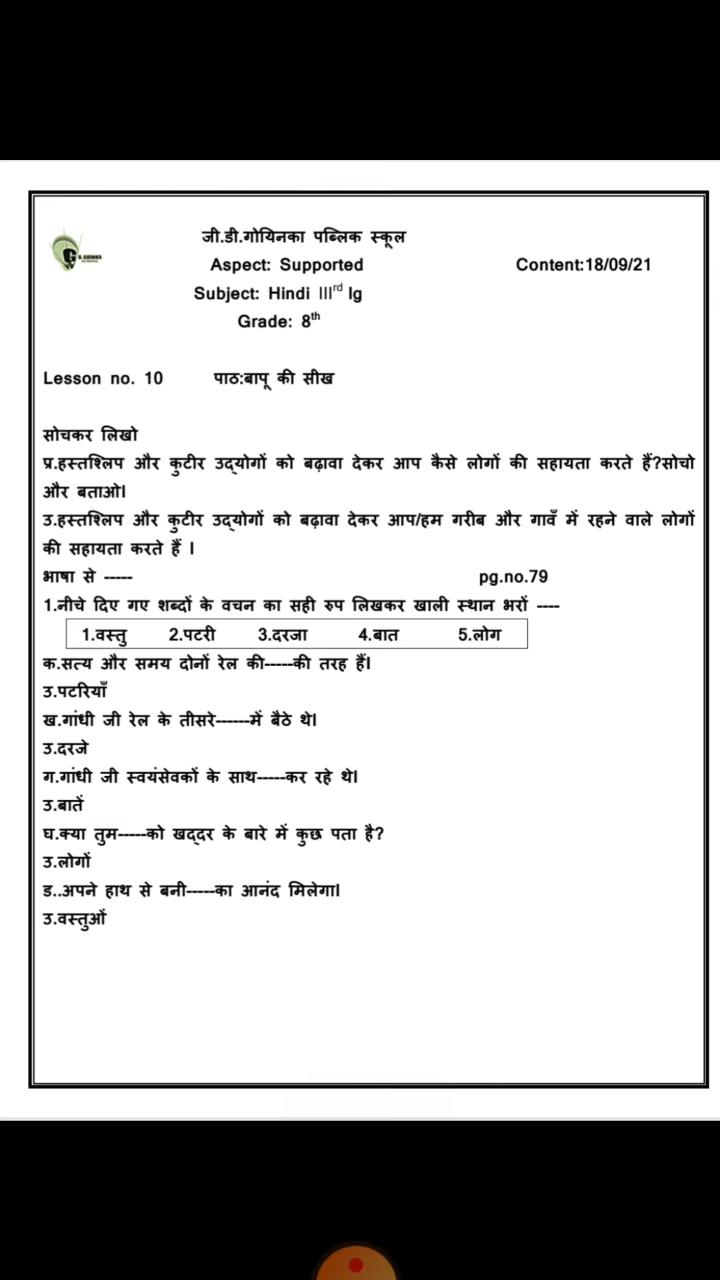 जी.डी.गोयिनका पब्लिक स्कूल
Aspect: Supported Content:18/09/21
Subject: Hindi IIIrd lg
Grade: 8th
Lesson no. 10 पाठ:बापू की सीख
सोचकर लिखो
प्र.हस्तश्लिप और कुटीर उद्योगों को बढ़ावा देकर आप कैसे लोगों की सहायता करते हैं?सोचो
और बताओ।
उ.हस्तश्लिप और कुटीर उद्योगों को बढ़ावा देकर आप/हम गरीब और गावँ में रहने वाले लोगों
की सहायता करते हैं ।
भाषा से ----- pg.no.79
1.नीचे दिए गए शब्दों के वचन का सही रुप लिखकर खाली स्थान भरों ----
1.वस्तु 2.पटरी 3.दरजा 4.बात 5.लोग
क.सत्य और समय दोनों रेल की-----की तरह हैं।
उ.पटरियाँ
ख.गांधी जी रेल के तीसरे------में बैठे थे।
उ.दरजे
ग.गांधी जी स्वयंसेवकों के साथ-----कर रहे थे।
उ.बातें
घ.क्या तुम-----को खद्दर के बारे में कुछ पता है?
उ.लोगों
ड..अपने हाथ से बनी-----का आनंद मिलेगा।
उ.वस्तुओं